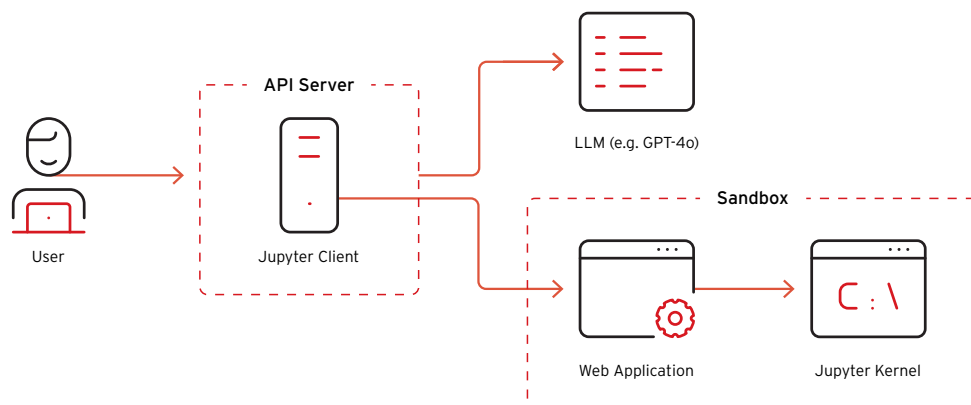 API Server
LLM (e.g. GPT-4o)
Sandbox
User
Jupyter Client
C:\
Web Application
Jupyter Kernel